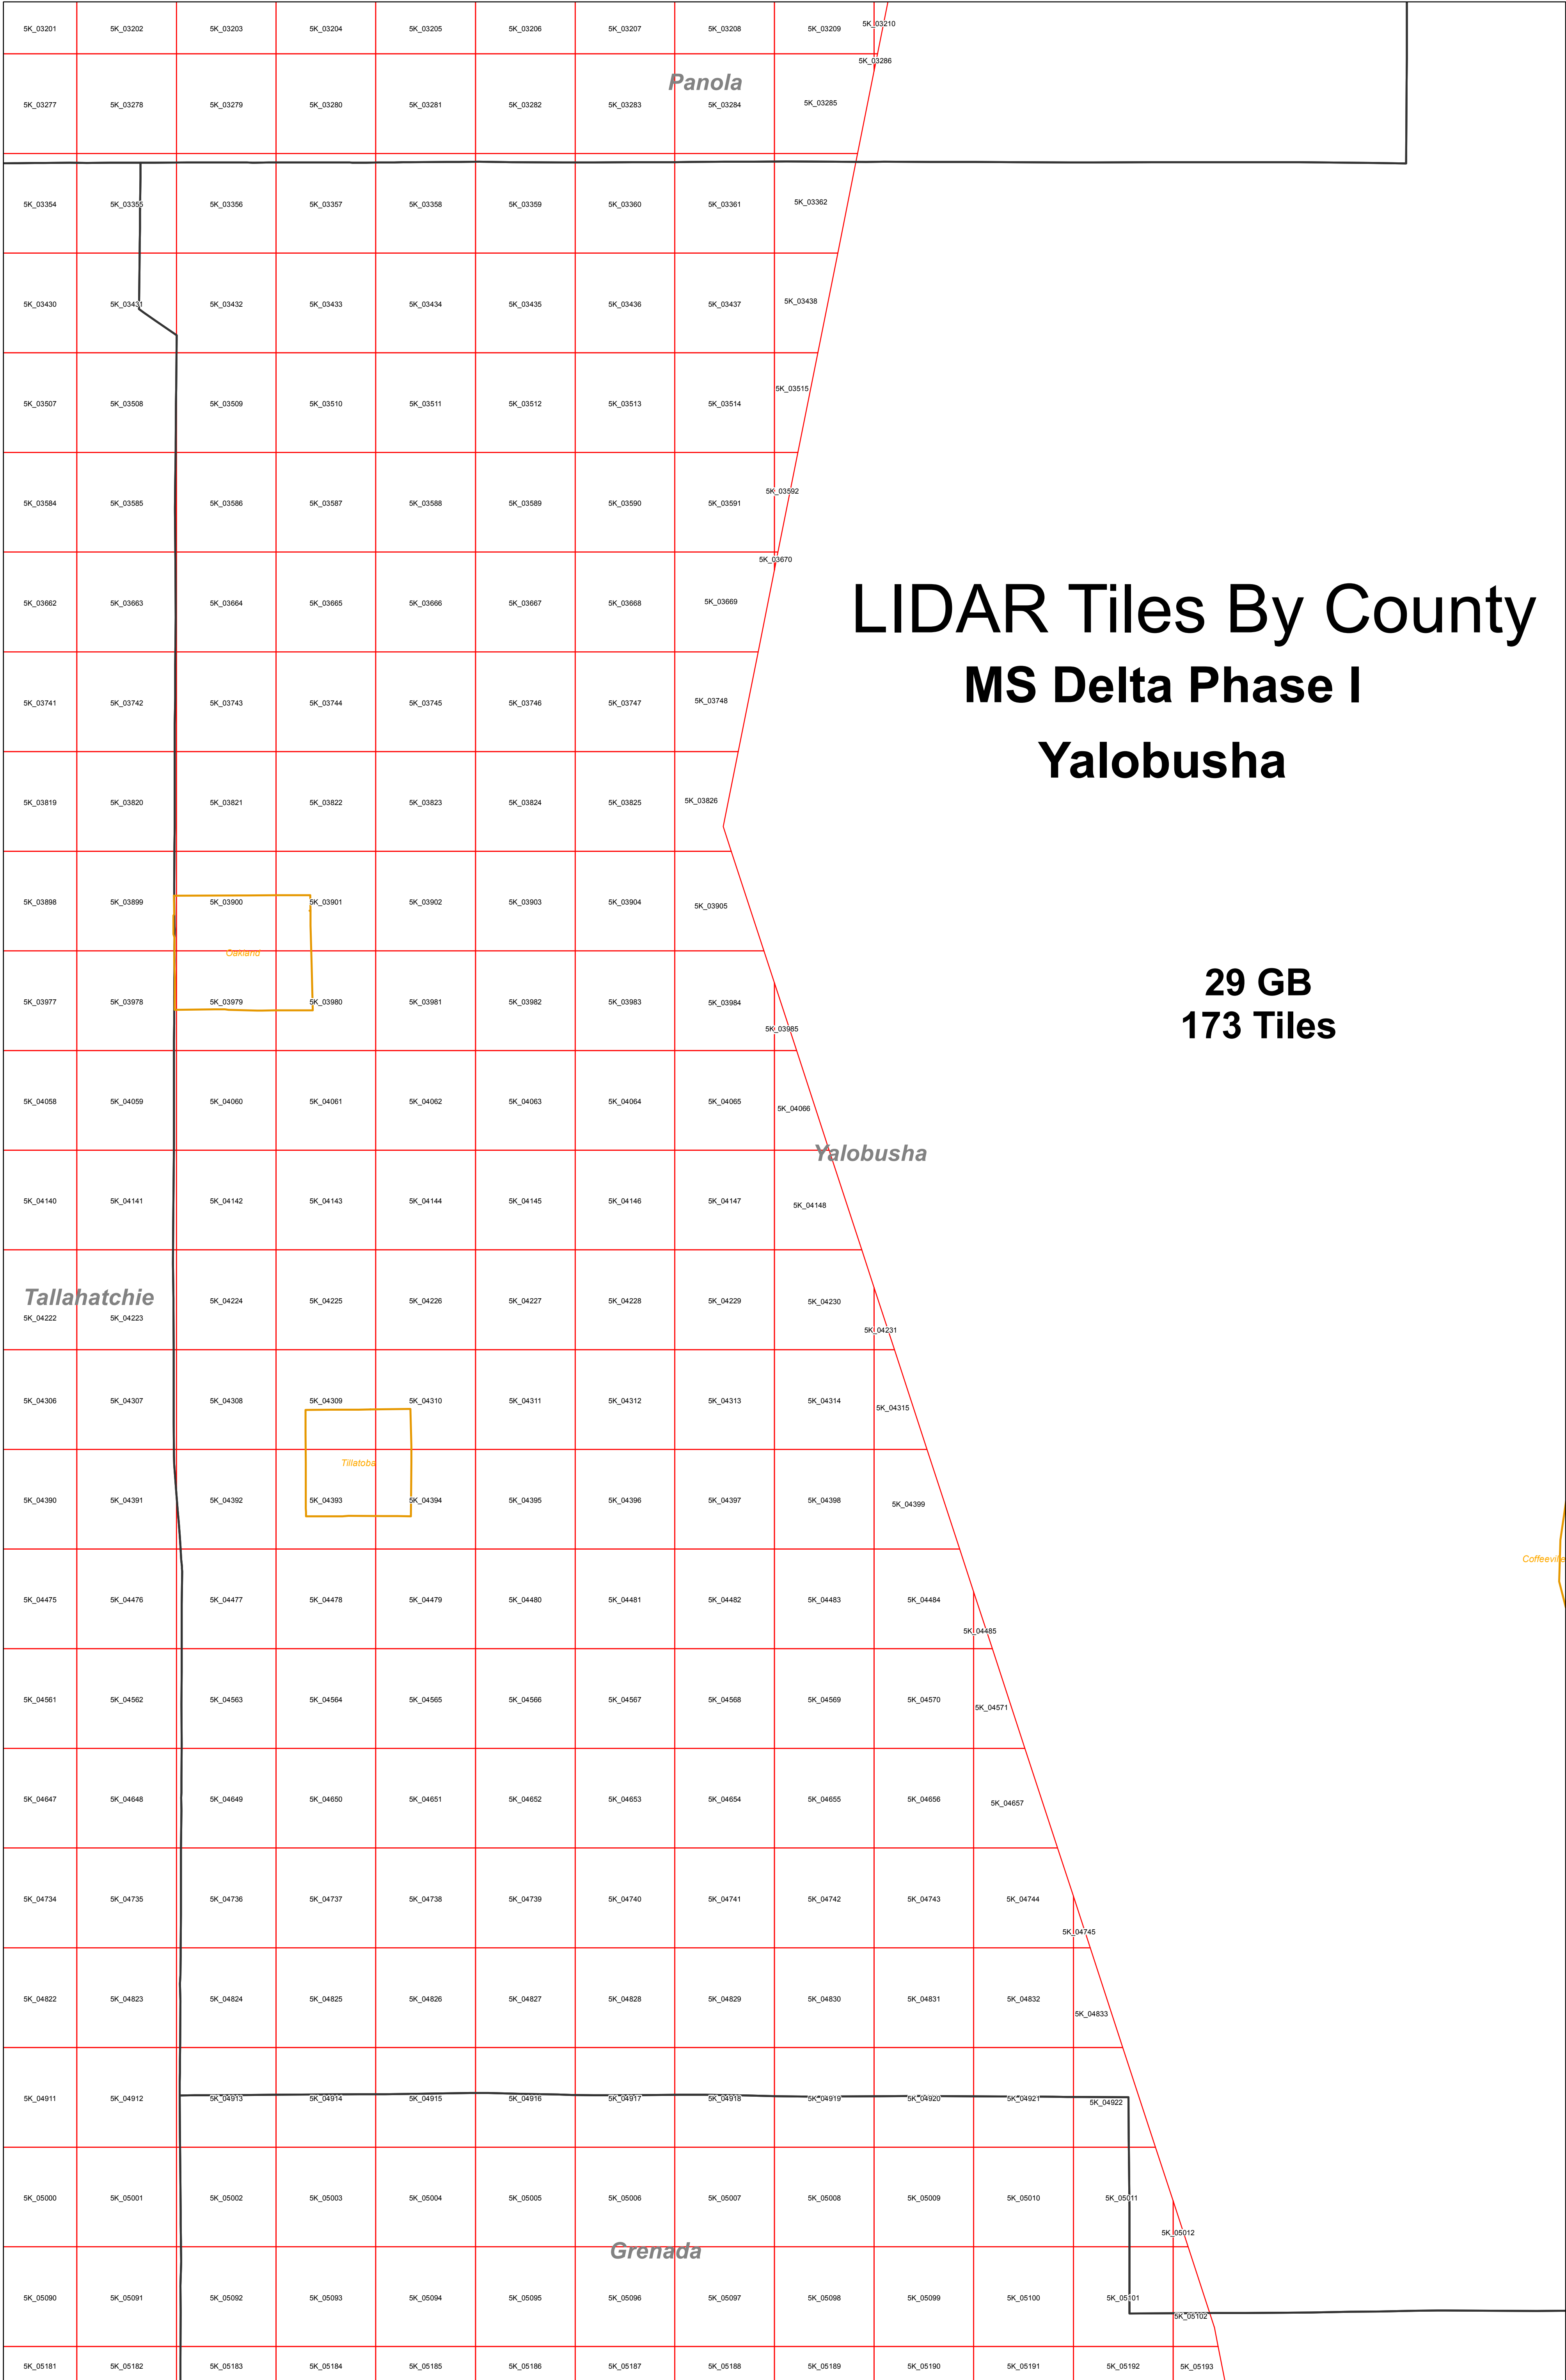 5K_03201 5K_03202 5K_03203 5K_03204 5K_03205 5K_03206 5K_03207 5K_03208 5K_03209 5K_03210
5K_03286
Panola
5K_03277 5K_03278 5K_03279 5K_03280 5K_03281 5K_03282 5K_03283 5K_03284 5K_03285
5K_03354 5K_03355 5K_03356 5K_03357 5K_03358 5K_03359 5K_03360 5K_03361 5K_03362
5K_03430 5K_03431 5K_03432 5K_03433 5K_03434 5K_03435 5K_03436 5K_03437 5K_03438
5K_03515
5K_03507 5K_03508 5K_03509 5K_03510 5K_03511 5K_03512 5K_03513 5K_03514
5K_03592
5K_03584 5K_03585 5K_03586 5K_03587 5K_03588 5K_03589 5K_03590 5K_03591
5K_03670
5K_03662 5K_03663 5K_03664 5K_03665 5K_03666 5K_03667 5K_03668 5K_03669
LIDAR Tiles By County
MS Delta Phase I
Yalobusha
5K_03741 5K_03742 5K_03743 5K_03744 5K_03745 5K_03746 5K_03747 5K_03748
5K_03819 5K_03820 5K_03821 5K_03822 5K_03823 5K_03824 5K_03825 5K_03826
5K_03898 5K_03899 5K_03900 5K_03901 5K_03902 5K_03903 5K_03904 5K_03905
Oakland
29 GB
173 Tiles
5K_03977 5K_03978 5K_03979 5K_03980 5K_03981 5K_03982 5K_03983 5K_03984
5K_03985
5K_04058 5K_04059 5K_04060 5K_04061 5K_04062 5K_04063 5K_04064 5K_04065 5K_04066
Yalobusha
5K_04140 5K_04141 5K_04142 5K_04143 5K_04144 5K_04145 5K_04146 5K_04147 5K_04148
Tallahatchie
5K_04224 5K_04225 5K_04226 5K_04227 5K_04228 5K_04229 5K_04230
5K_04222 5K_04223
5K_04231
5K_04306 5K_04307 5K_04308 5K_04309 5K_04310 5K_04311 5K_04312 5K_04313 5K_04314 5K_04315
Tillatoba
5K_04390 5K_04391 5K_04392 5K_04393 5K_04394 5K_04395 5K_04396 5K_04397 5K_04398 5K_04399
Coffeeville
5K_04475 5K_04476 5K_04477 5K_04478 5K_04479 5K_04480 5K_04481 5K_04482 5K_04483 5K_04484
5K_04485
5K_04561 5K_04562 5K_04563 5K_04564 5K_04565 5K_04566 5K_04567 5K_04568 5K_04569 5K_04570 5K_04571
5K_04647 5K_04648 5K_04649 5K_04650 5K_04651 5K_04652 5K_04653 5K_04654 5K_04655 5K_04656 5K_04657
5K_04734 5K_04735 5K_04736 5K_04737 5K_04738 5K_04739 5K_04740 5K_04741 5K_04742 5K_04743 5K_04744
5K_04745
5K_04822 5K_04823 5K_04824 5K_04825 5K_04826 5K_04827 5K_04828 5K_04829 5K_04830 5K_04831 5K_04832 5K_04833
5K_04911 5K_04912 5K_04913 5K_04914 5K_04915 5K_04916 5K_04917 5K_04918 5K_04919 5K_04920 5K_04921 5K_04922
5K_05000 5K_05001 5K_05002 5K_05003 5K_05004 5K_05005 5K_05006 5K_05007 5K_05008 5K_05009 5K_05010 5K_05011
5K_05012
Grenada
5K_05090 5K_05091 5K_05092 5K_05093 5K_05094 5K_05095 5K_05096 5K_05097 5K_05098 5K_05099 5K_05100 5K_05101
5K_05102
5K_05181 5K_05182 5K_05183 5K_05184 5K_05185 5K_05186 5K_05187 5K_05188 5K_05189 5K_05190 5K_05191 5K_05192 5K_05193